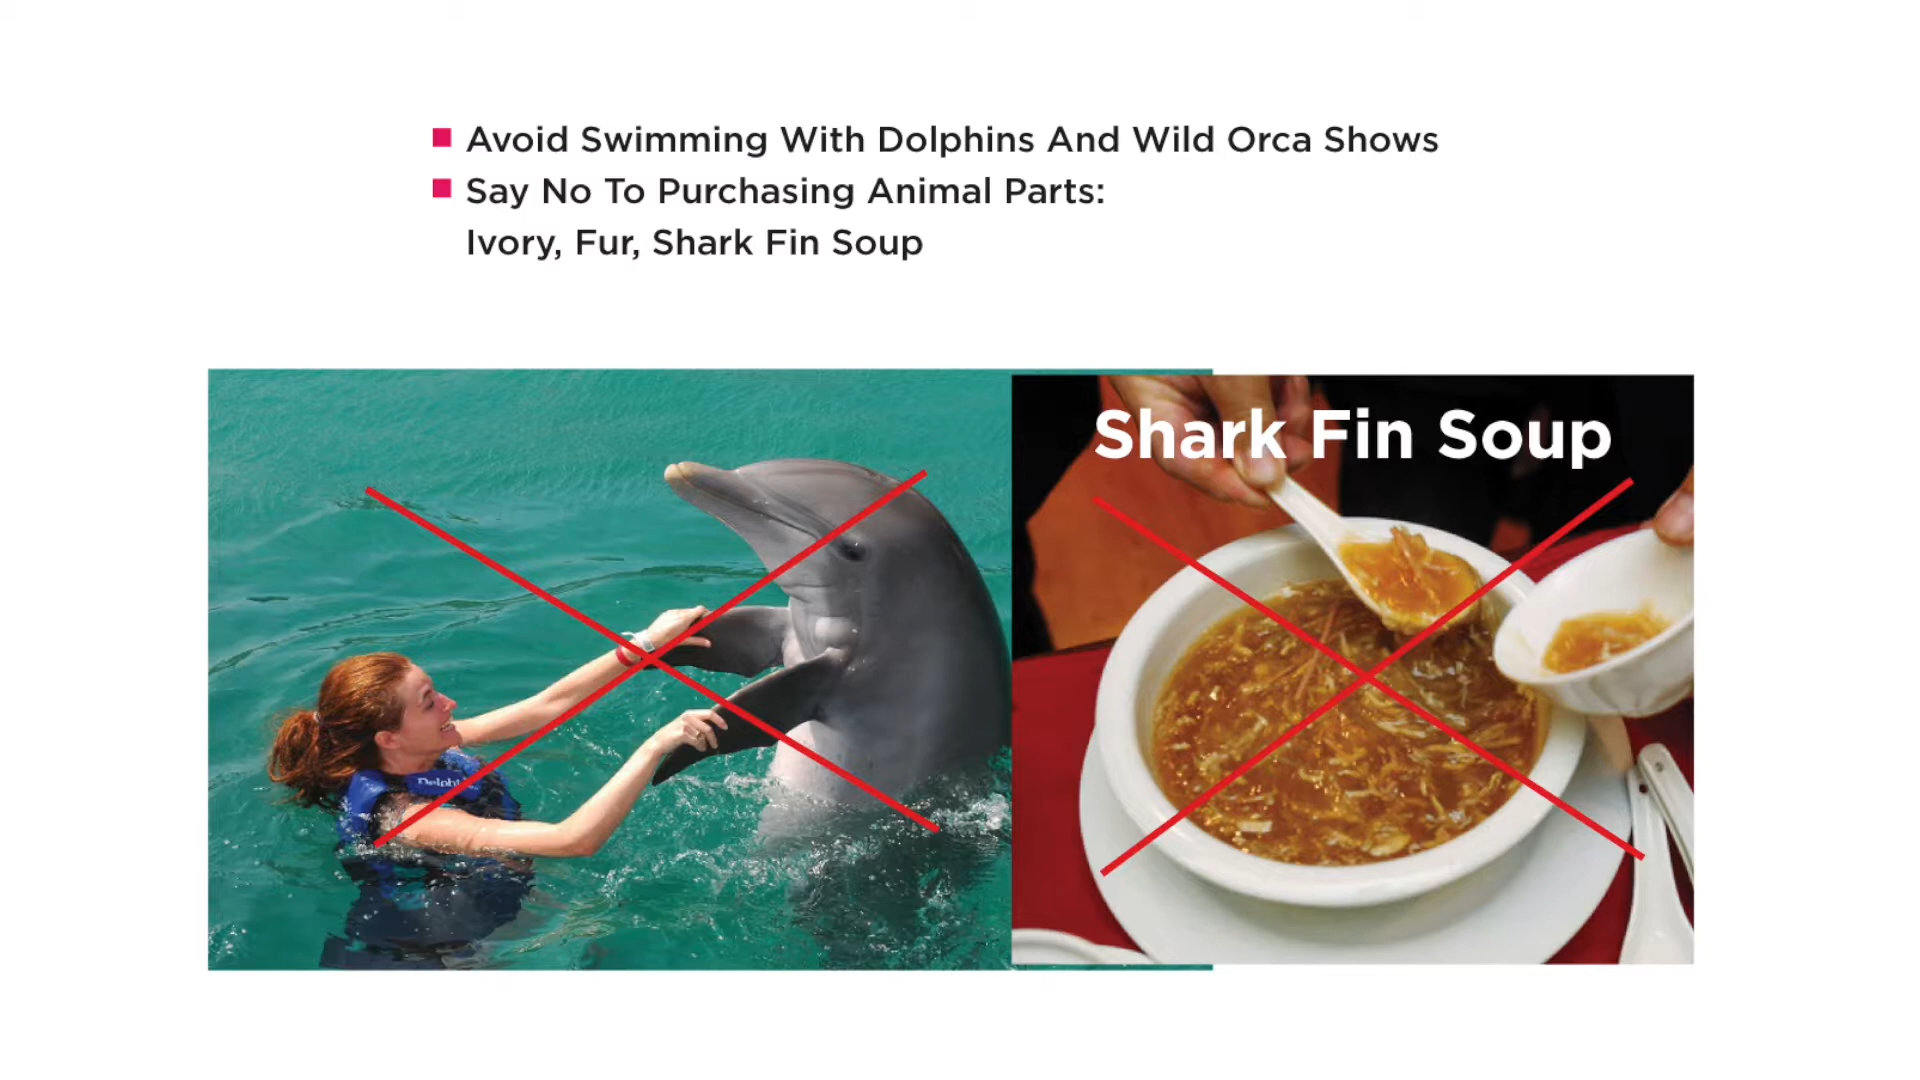 Avoid Swimming With Dolphins And Wild Orca Shows
Say No To Purchasing Animal Parts:
Ivory, Fur, Shark Fin Soup
Shark Fin Soup